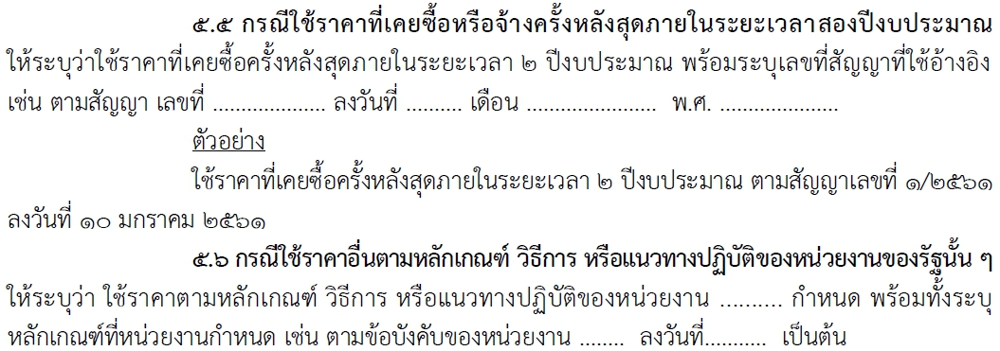 ๕.๕ กรณีใช้ราคาที่เคยซื้อหรือจ้างครั้งหลังสุดภายในระยะเวลาสองปีงบประมาณ
ให้ระบุว่าใช้ราคาที่เคยซื้อครั้งหลังสุดภายในระยะเวลา ๒ ปีงบประมาณ พร้อมระบุเลขที่สัญญาที่ใช้อ้างอิง
เช่น ตามสัญญา เลขที่ .................... ลงวันที่ .......... เดือน ....................... พ.ศ. .....................
ตัวอย่าง
ใช้ราคาที่เคยซื้อครั้งหลังสุดภายในระยะเวลา ๒ ปีงบประมาณ ตามสัญญาเลขที่ ๑/๒๕๖๑
ลงวันที่ ๑๐ มกราคม ๒๕๖๑
๕.๖ กรณีใช้ราคาอื่นตามหลักเกณฑ์ วิธีการ หรือแนวทางปฏิบัติของหน่วยงานของรัฐนั้น ๆ
ให้ระบุว่า ใช้ราคาตามหลักเกณฑ์ วิธีการ หรือแนวทางปฏิบัติของหน่วยงาน .......... กำหนด พร้อมทั้งระบุ
หลักเกณฑ์ที่หน่วยงานกำหนด เช่น ตามข้อบังคับของหน่วยงาน ........ ลงวันที่........... เป็นต้น